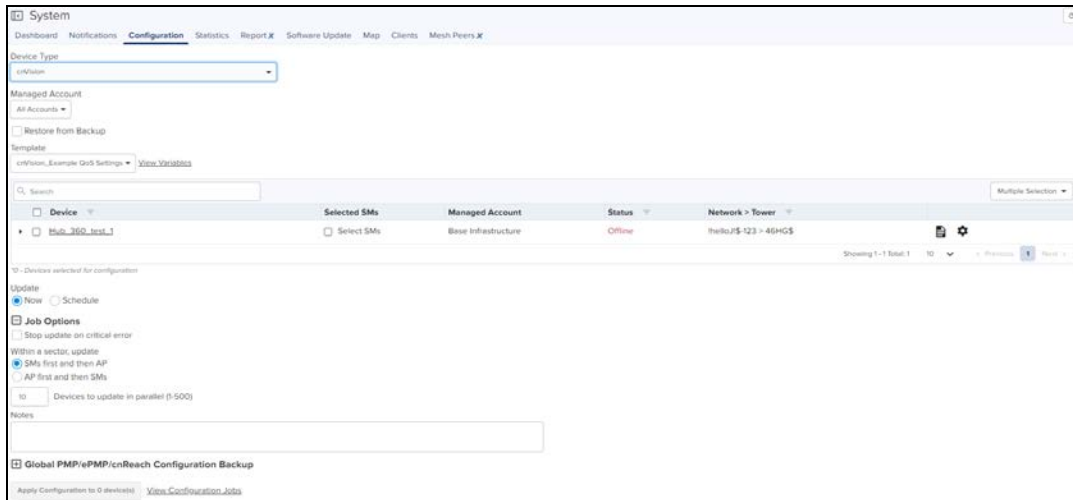 System
Dashboard Notifications Configuration Statistics Report Software Update Map Clients Mesh Peers
Device Type
cnVision
Managed Account
All Accounts
Restore from Backup
Template
cnVision_Example QoS Settings View Variables
Search Multiple Selection
Device Selected SMs Managed Account Status Network > Tower
Hub_360_test_1 Select SMs Base Infrastructure Offline > 46HG$
Showing 1 - 1 Total: 1 10 < Previous 1 Next >
*0 - Devices selected for configuration
Update
Now Schedule
Job Options
Stop update on critical error
Within a sector, update
SMs first and then AP
AP first and then SMs
10 Devices to update in parallel (1-500)
Notes
Global PMP/ePMP/cnReach Configuration Backup
Apply Configuration to 0 device(s) View Configuration Jobs